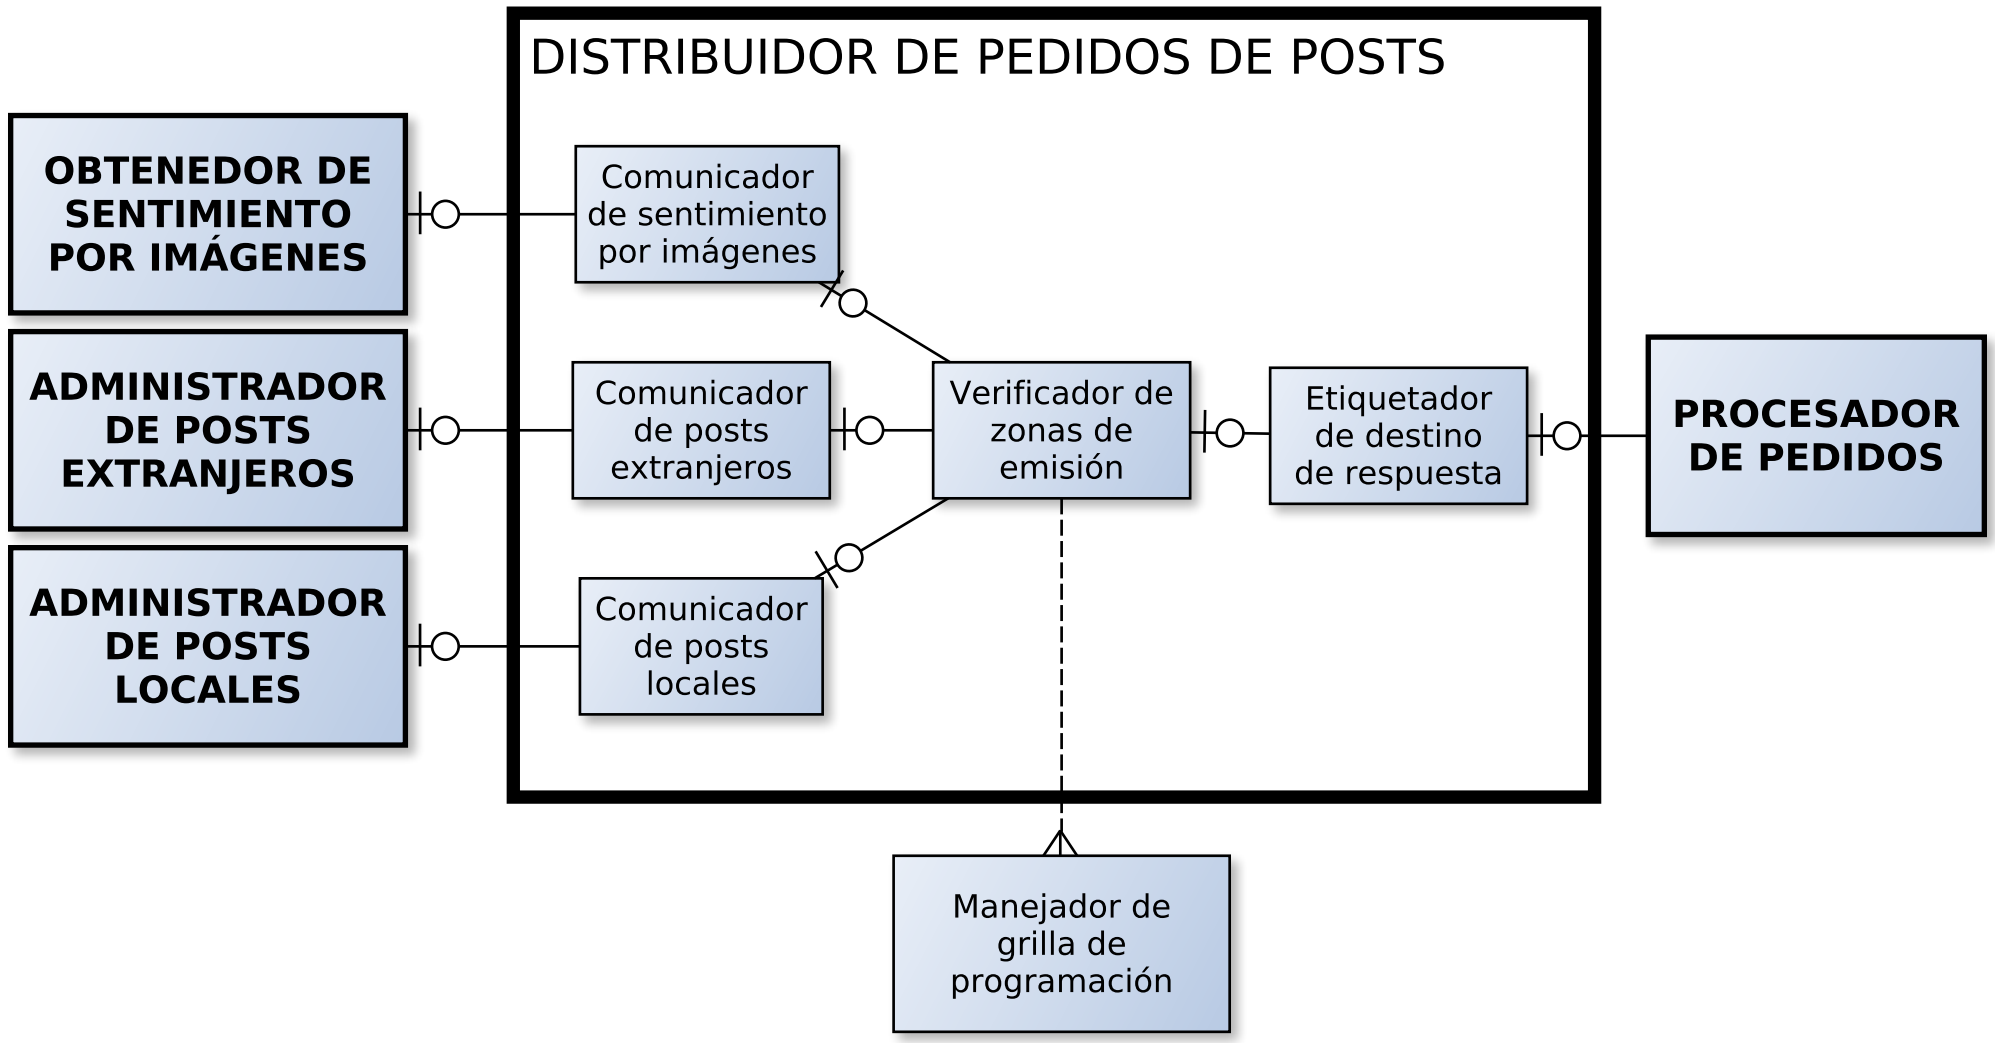 DISTRIBUIDOR DE PEDIDOS DE POSTS
OBTENEDOR DE
SENTIMIENTO
POR IMÁGENES
Comunicador
de sentimiento
por imágenes
ADMINISTRADOR
DE POSTS
EXTRANJEROS
Comunicador
de posts
extranjeros
Verificador de
zonas de
emisión
Etiquetador
de destino
de respuesta
PROCESADOR
DE PEDIDOS
ADMINISTRADOR
DE POSTS
LOCALES
Comunicador
de posts
locales
Manejador de
grilla de
programación